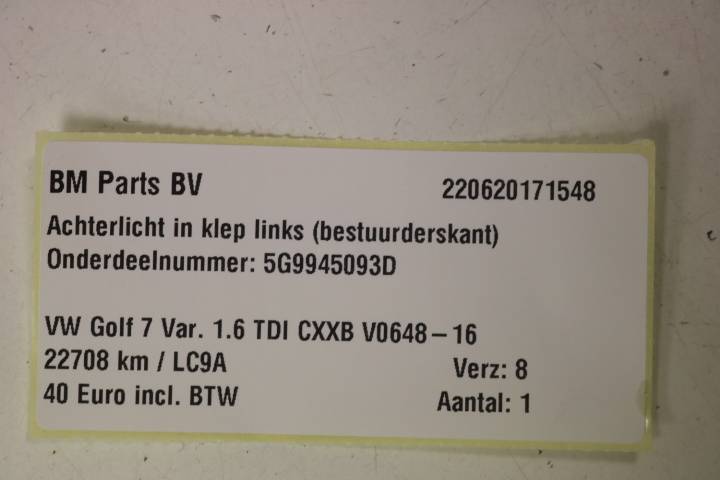 BM Parts BV 220620171548
Achterlicht in klep links (bestuurderskant)
Onderdeelnummer: 5G9945093D
VW Golf 7 Var. 1.6 TDI CXXB V0648-16
22708 km / LC9A Verz: 8
40 Euro incl. BTW Aantal: 1